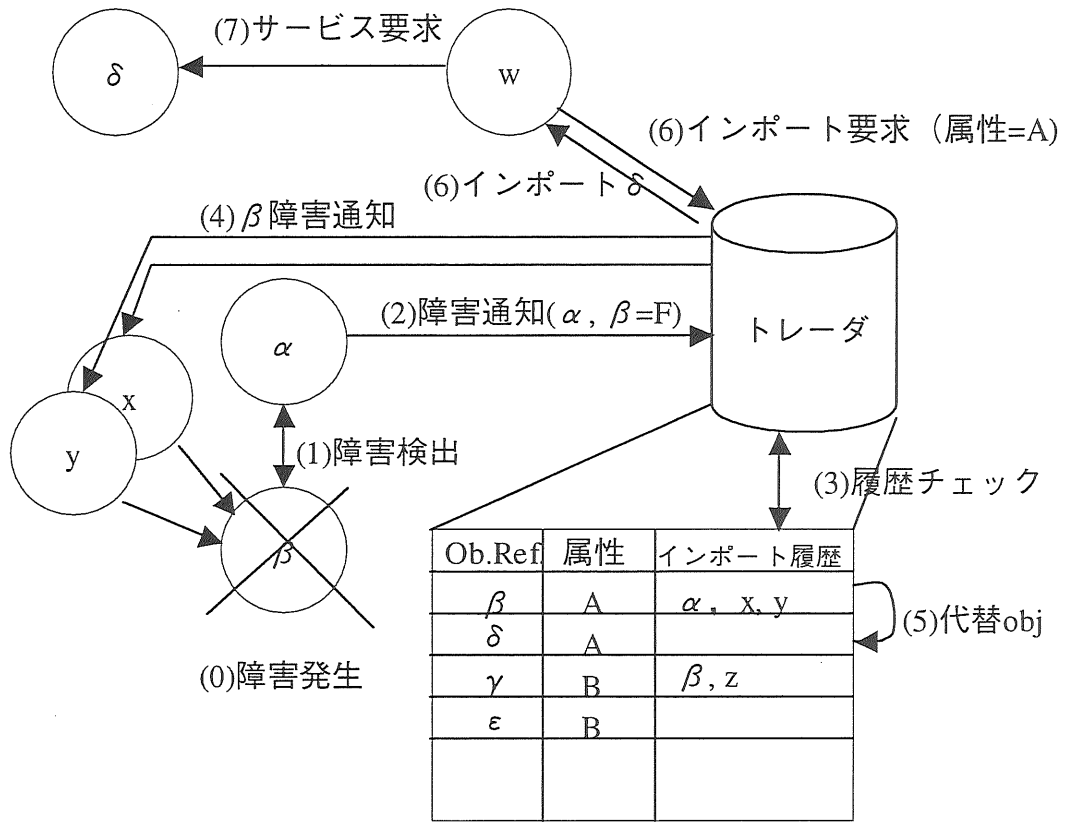 (7)サービス要求
δ
w
(6)インポート要求（属性=A)
(6)インポートδ
(4)β障害通知
(2)障害通知(α, β=F)
トレーダ
α
x
y
(1)障害検出
(3)履歴チェック
β
Ob.Ref. 属性 インポート履歴
β A α, x, y
δ A
(5)代替obj
γ B β, z
ε B
(0)障害発生